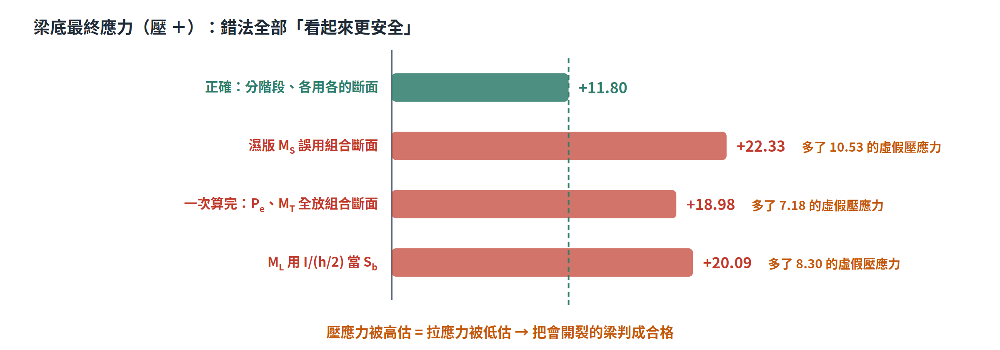 梁底最終應力（壓 ＋）：錯法全部「看起來更安全」
正確：分階段、各用各的斷面 +11.80
濕版 MS 誤用組合斷面 +22.33 多了 10.53 的虛假壓應力
一次算完：Pe、MT 全放組合斷面 +18.98 多了 7.18 的虛假壓應力
ML 用 I/(h/2) 當 Sb +20.09 多了 8.30 的虛假壓應力
壓應力被高估 = 拉應力被低估 → 把會開裂的梁判成合格